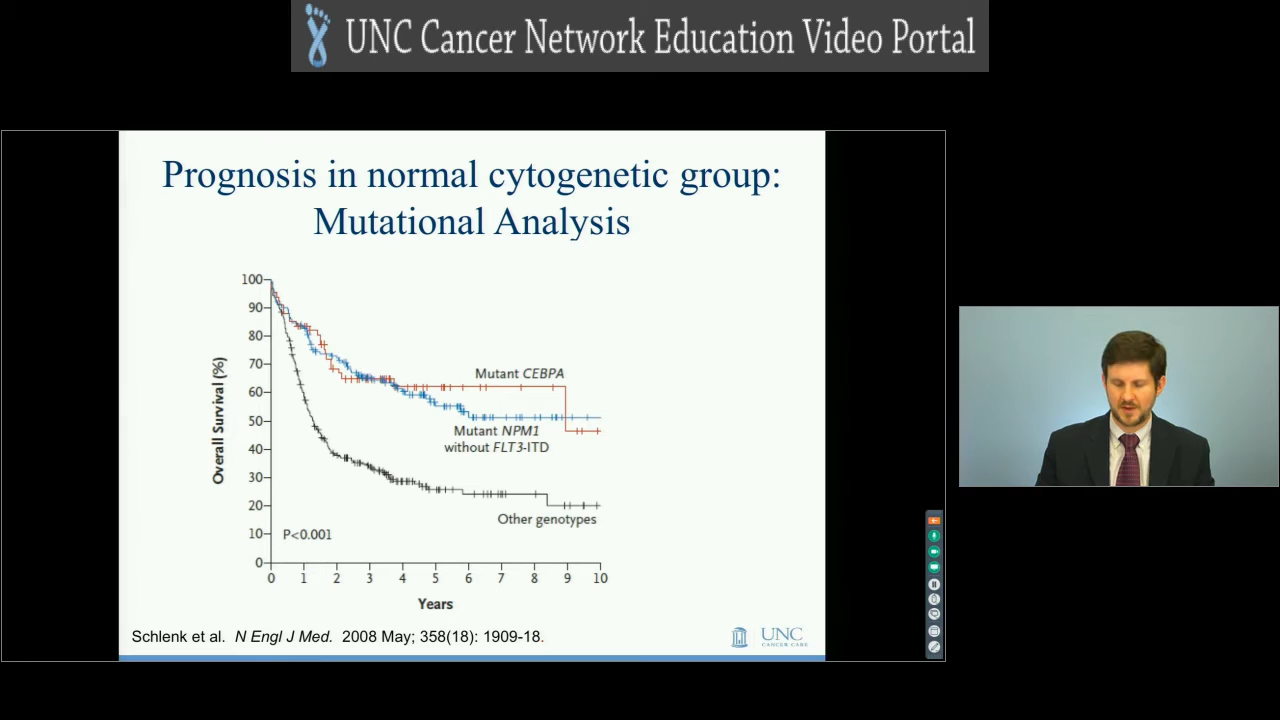 UNC Cancer Network Education Video Portal
Prognosis in normal cytogenetic group:
Mutational Analysis
100
90
80
70
60
50
40
30
20
10
0
Overall Survival (%)
Mutant CEBPA
Mutant NPM1
without FLT3-ITD
Other genotypes
P<0.001
0 1 2 3 4 5 6 7 8 9 10
Years
Schlenk et al. N Engl J Med. 2008 May; 358(18): 1909-18.
UNC
CANCER CARE